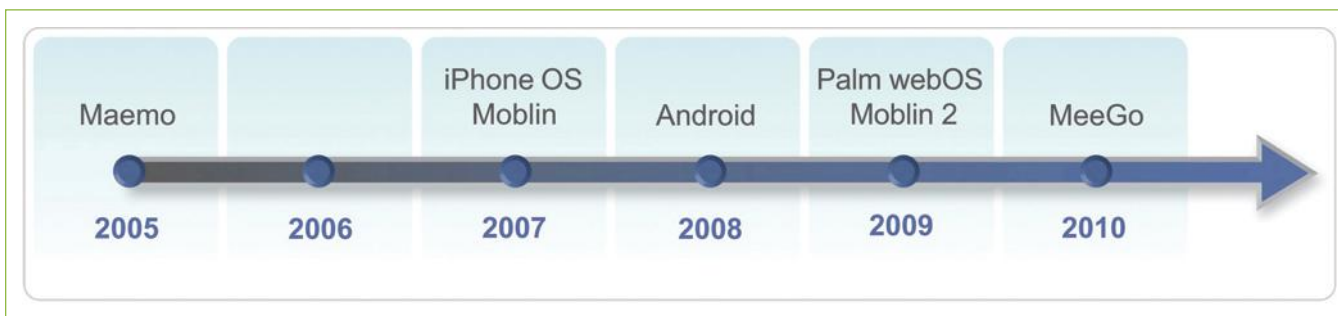 Maemo
iPhone OS
Moblin
Android
Palm webOS
Moblin 2
MeeGo
2005
2006
2007
2008
2009
2010